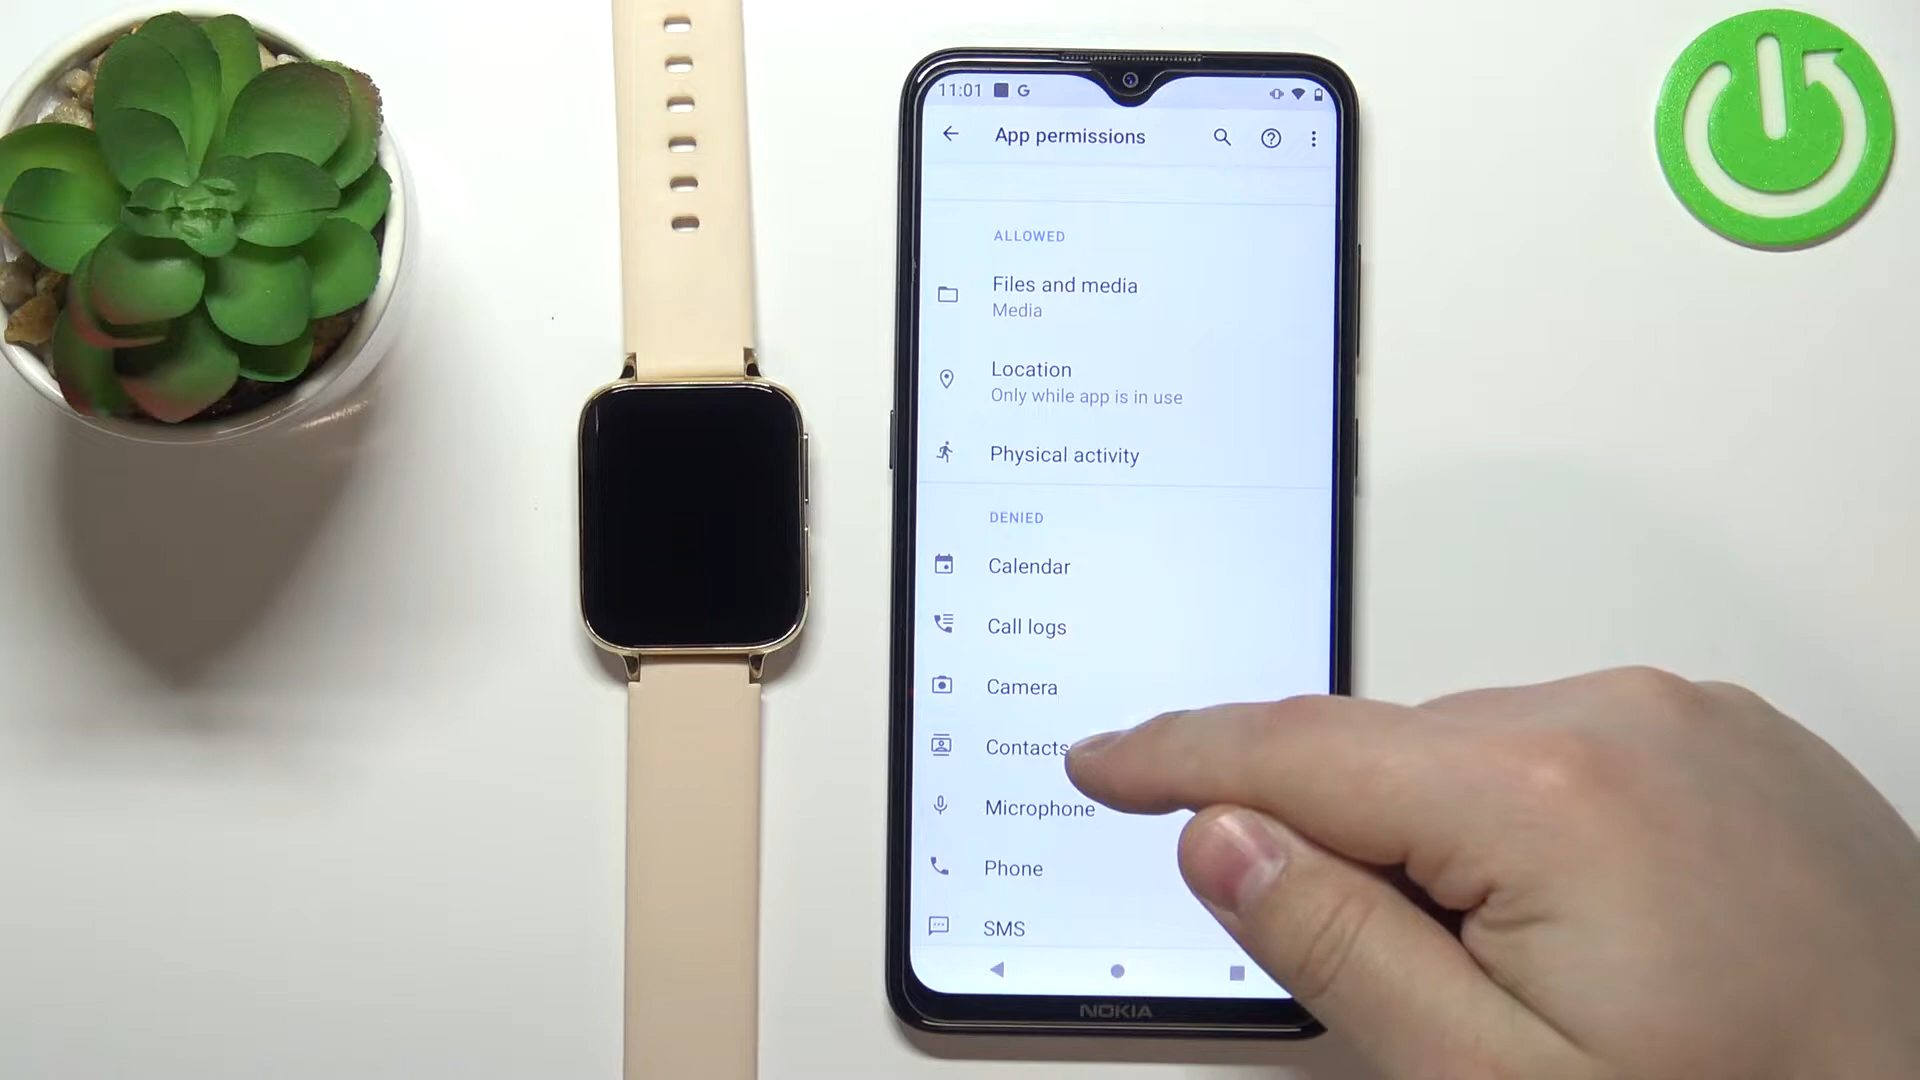 11:01 G
App permissions
ALLOWED
Files and media
Media
Location
Only while app is in use
Physical activity
DENIED
Calendar
Call logs
Camera
Contacts
Microphone
Phone
SMS
NOKIA